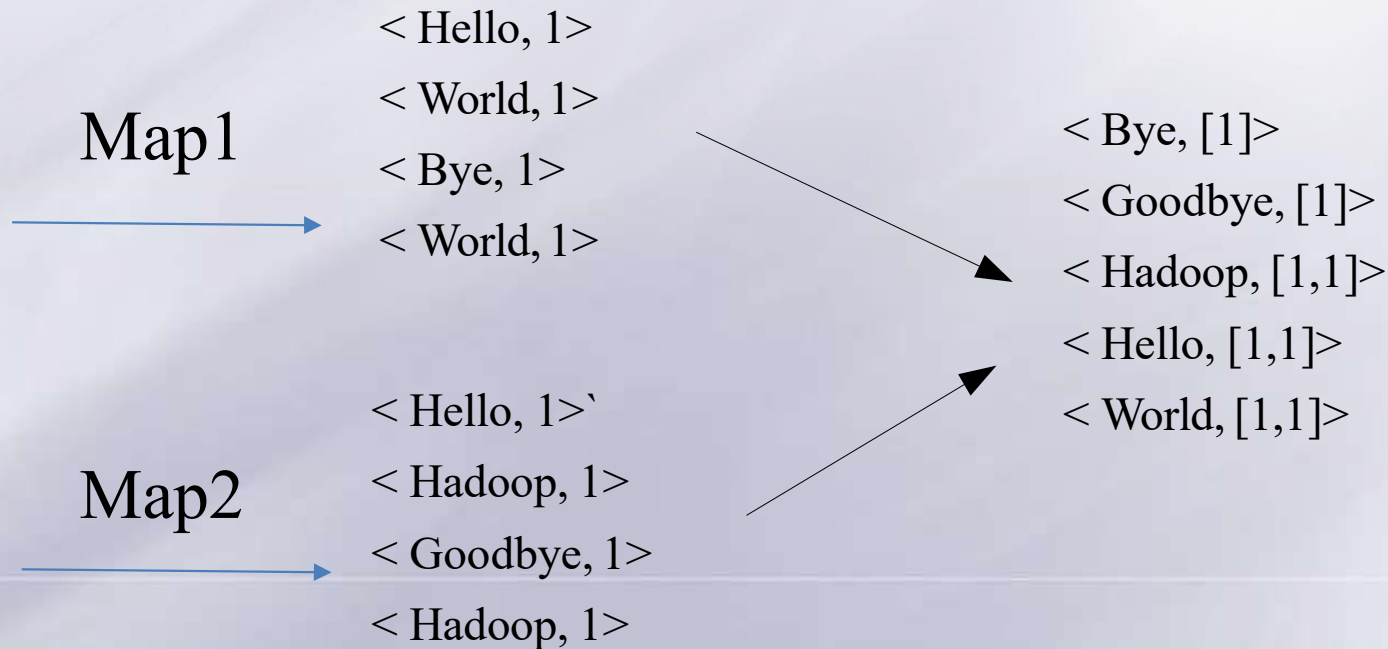 Map1
< Hello, 1>
< World, 1>
< Bye, 1>
< World, 1>
Map2
< Hello, 1>`
< Hadoop, 1>
< Goodbye, 1>
< Hadoop, 1>
< Bye, [1]>
< Goodbye, [1]>
< Hadoop, [1,1]>
< Hello, [1,1]>
< World, [1,1]>